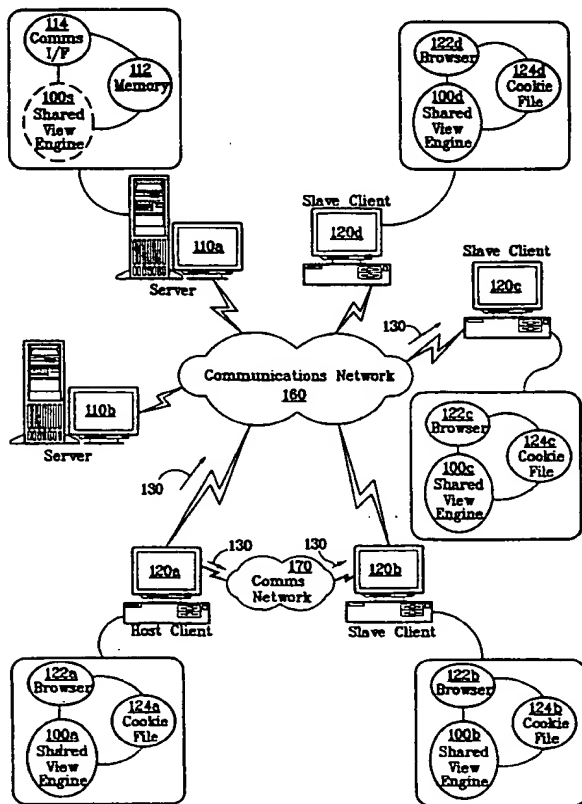 114
Comms
I/F
112
Memory
100s
Shared
View
Engine
122d
Browser
124d
Cookie
File
100d
Shared
View
Engine
Slave Client
120d
110a
Server
Slave Client
120c
130
Communications Network
160
110b
Server
130
122c
Browser
124c
Cookie
File
100c
Shared
View
Engine
120a
Host Client
130
170
Comms
Network
130
120b
Slave Client
122a
Browser
124a
Cookie
File
100a
Shared
View
Engine
122b
Browser
124b
Cookie
File
100b
Shared
View
Engine